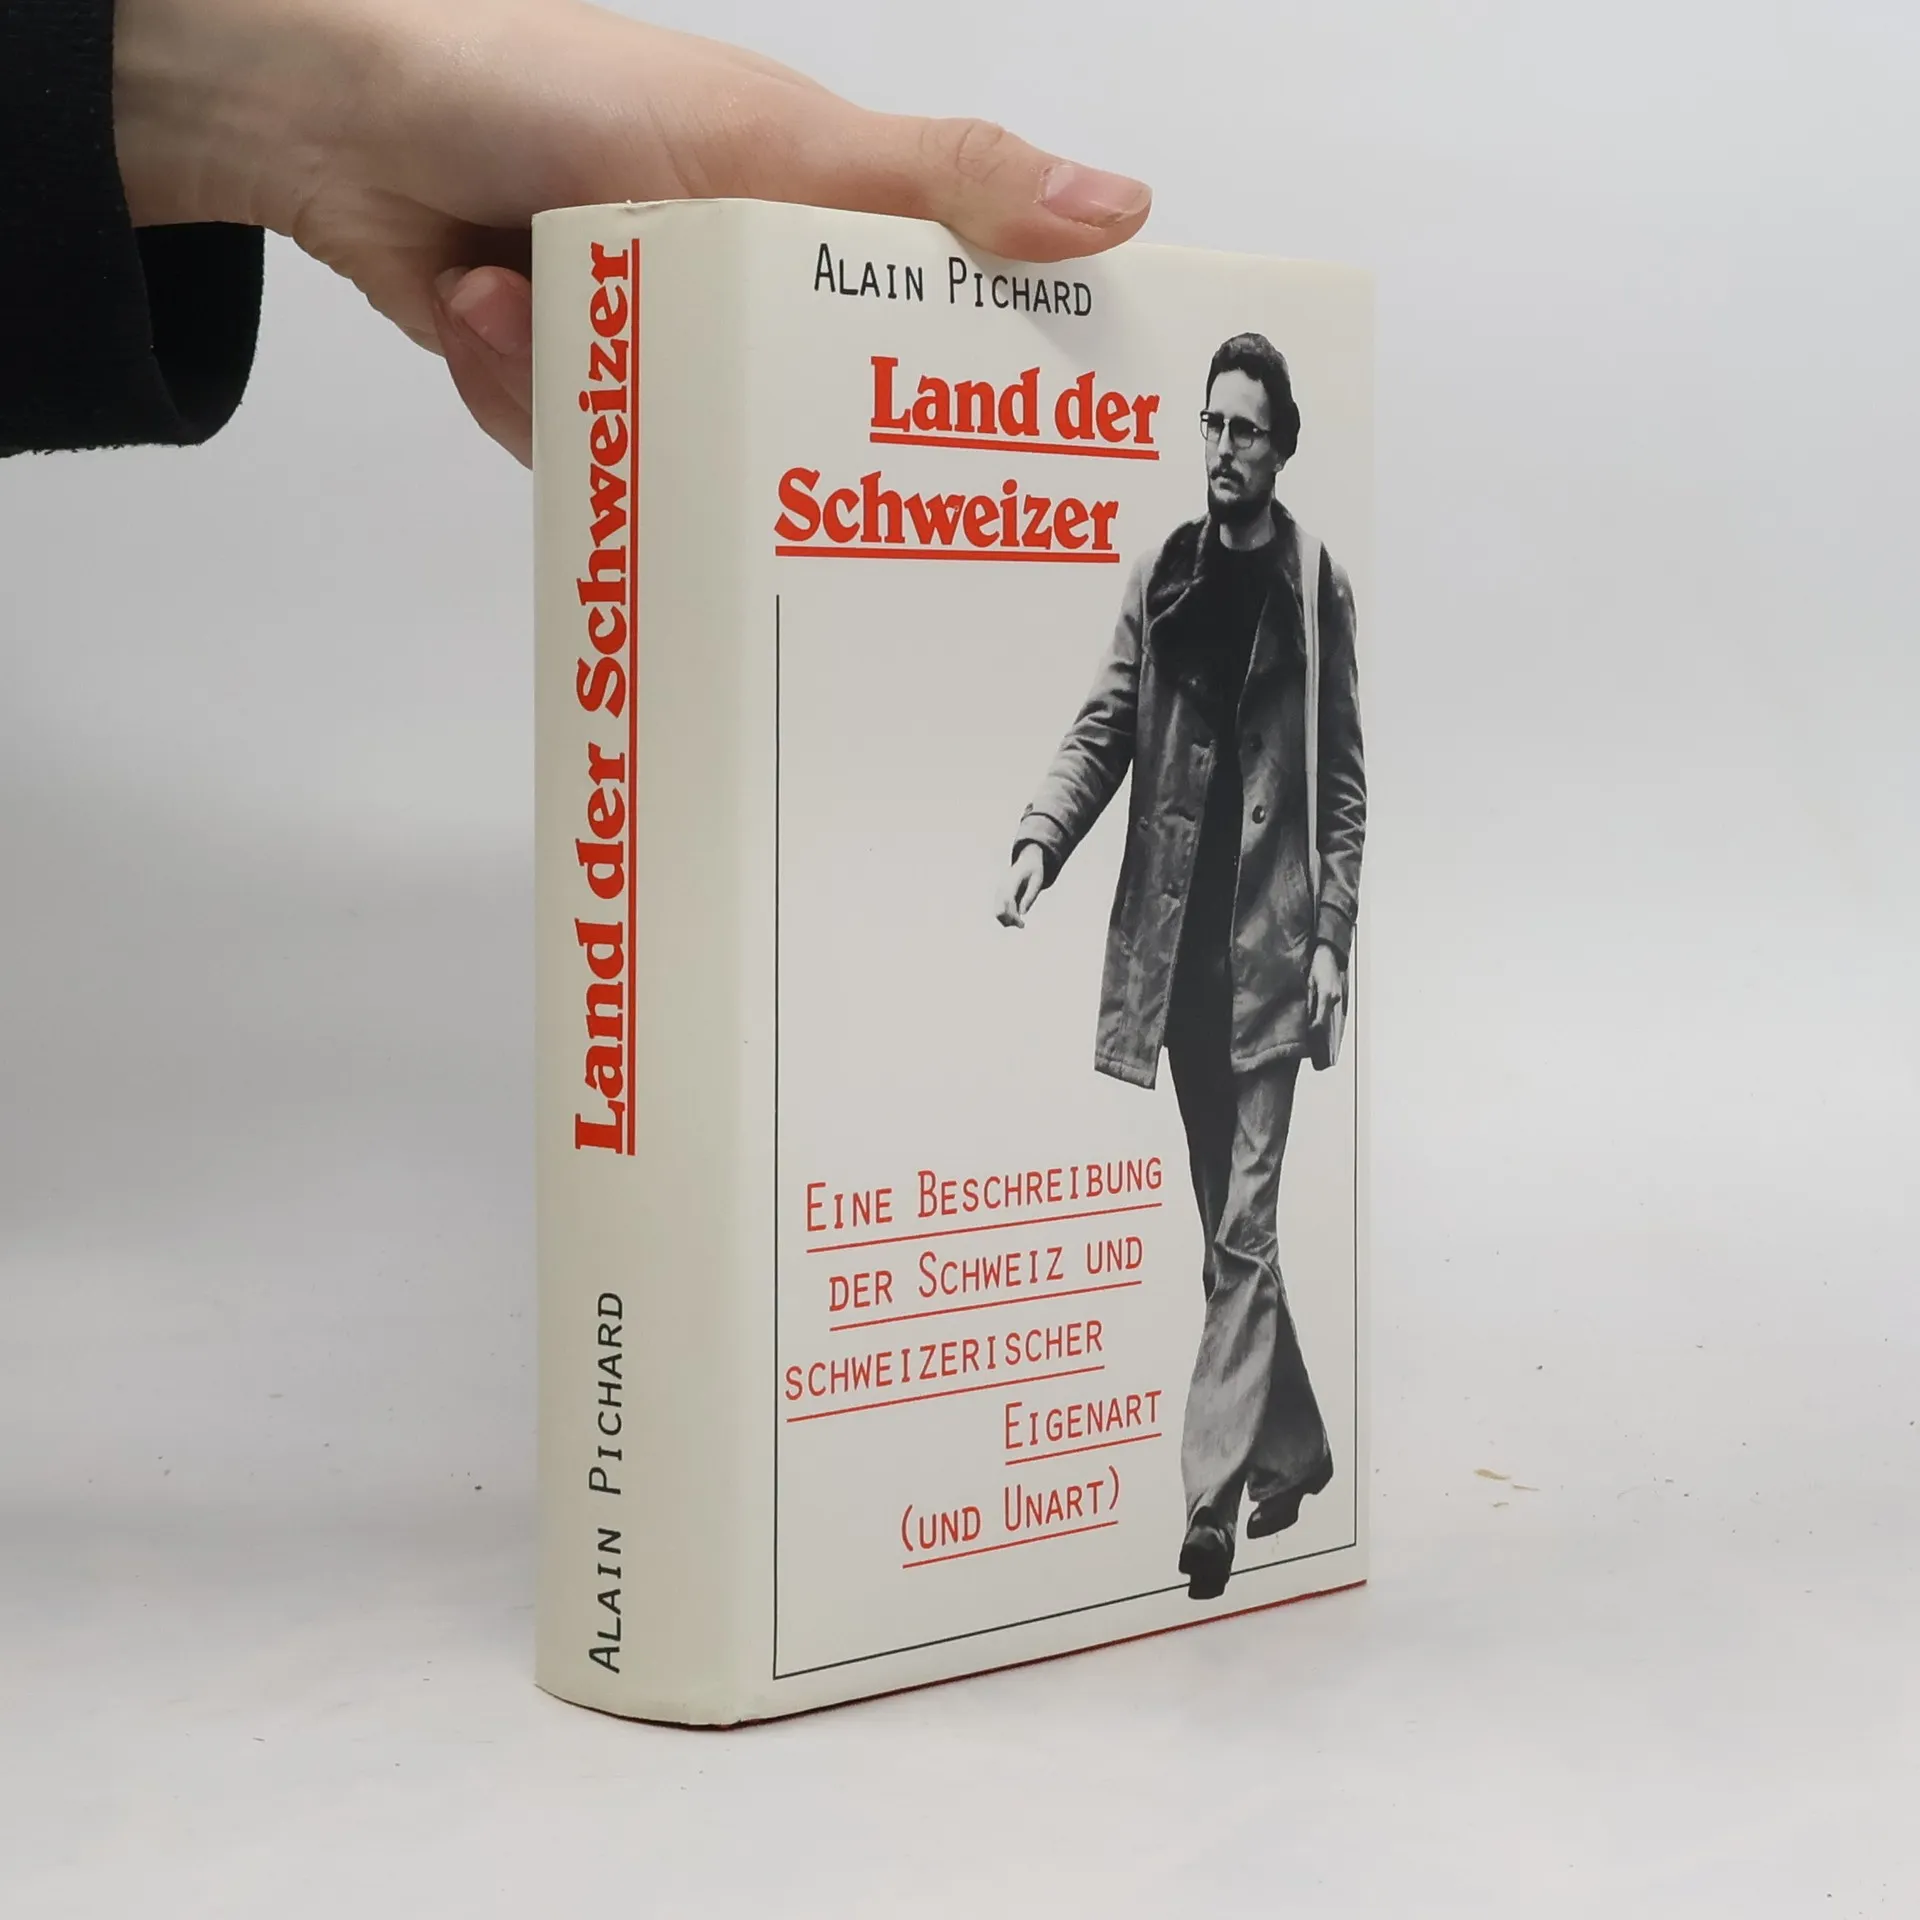 Land der Schweizer
Alain Pichard
Alain Pichard
Land der
Schweizer
Eine Beschreibung
der Schweiz und
schweizerischer
Eigenart
(und Unart)